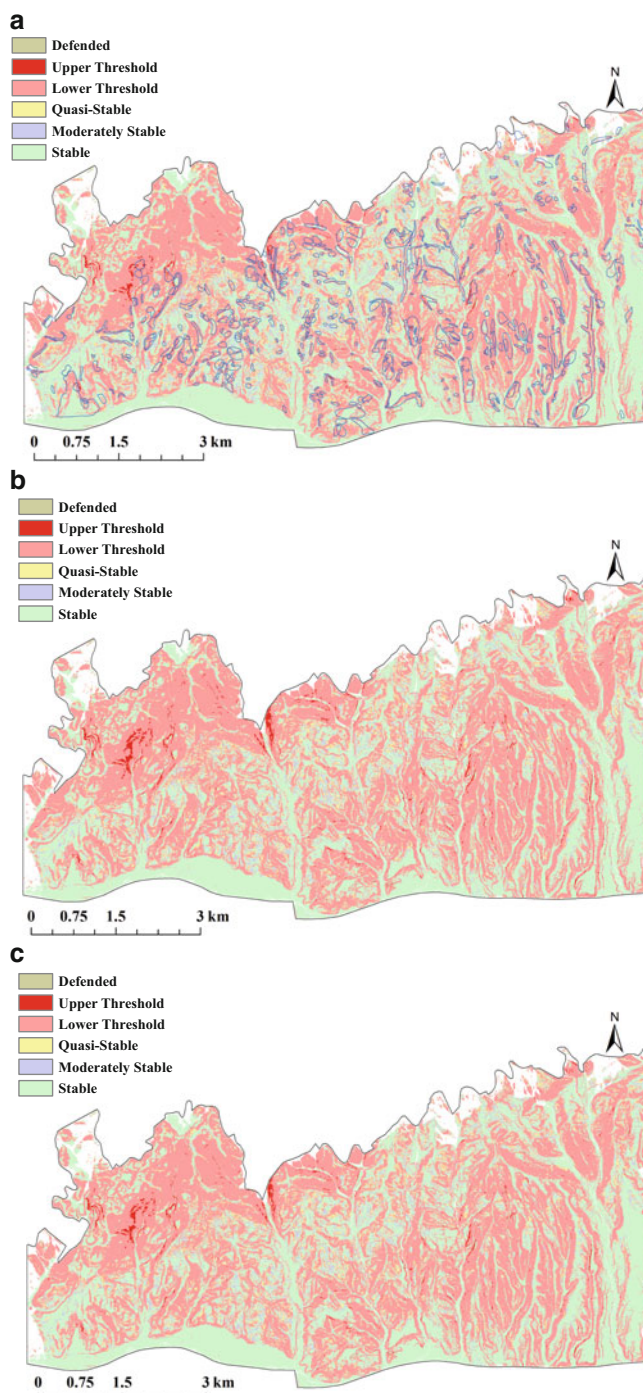 a
Defended
Upper Threshold
Lower Threshold
Quasi-Stable
Moderately Stable
Stable
N
0 0.75 1.5 3 km
b
Defended
Upper Threshold
Lower Threshold
Quasi-Stable
Moderately Stable
Stable
N
0 0.75 1.5 3 km
c
Defended
Upper Threshold
Lower Threshold
Quasi-Stable
Moderately Stable
Stable
N
0 0.75 1.5 3 km